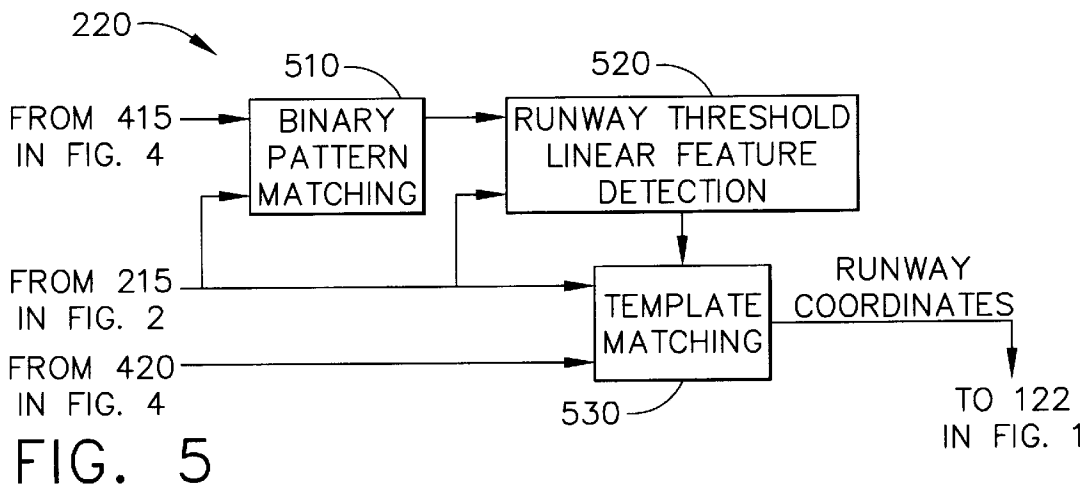 220
510
520
FROM 415
IN FIG. 4
BINARY
PATTERN
MATCHING
RUNWAY THRESHOLD
LINEAR FEATURE
DETECTION
FROM 215
IN FIG. 2
TEMPLATE
MATCHING
RUNWAY
COORDINATES
FROM 420
IN FIG. 4
530
TO 122
IN FIG. 1
FIG. 5